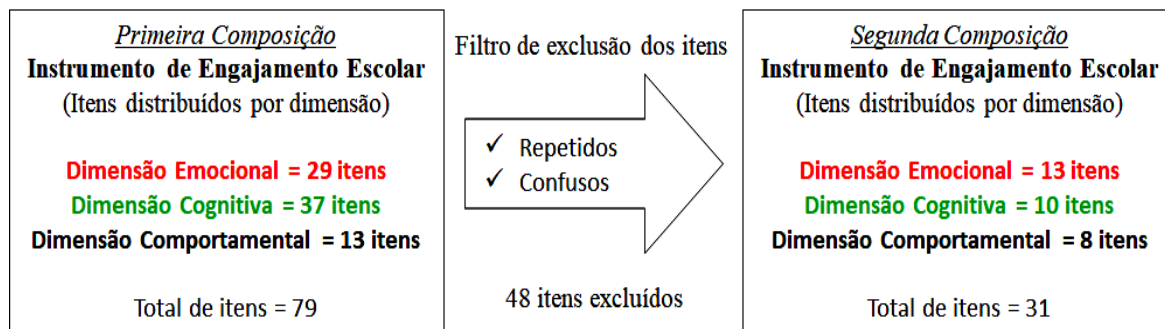 Primeira Composição
Instrumento de Engajamento Escolar
(Itens distribuídos por dimensão)
Dimensão Emocional = 29 itens
Dimensão Cognitiva = 37 itens
Dimensão Comportamental = 13 itens
Total de itens = 79
Filtro de exclusão dos itens
✓ Repetidos
✓ Confusos
48 itens excluídos
Segunda Composição
Instrumento de Engajamento Escolar
(Itens distribuídos por dimensão)
Dimensão Emocional = 13 itens
Dimensão Cognitiva = 10 itens
Dimensão Comportamental = 8 itens
Total de itens = 31